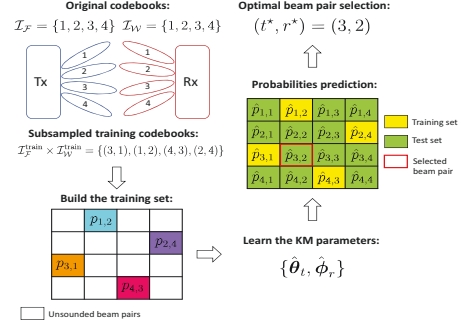 Original codebooks:
I_F = {1, 2, 3, 4} I_W = {1, 2, 3, 4}
Tx
1
2
3
4
1
2
3
4
Rx
Subsampled training codebooks:
I_F^train × I_W^train = {(3, 1), (1, 2), (4, 3), (2, 4)}
Build the training set:
p_{1,2}
p_{2,4}
p_{3,1}
p_{4,3}
Unsounded beam pairs
Optimal beam pair selection:
(t*, r*) = (3, 2)
Probabilities prediction:
p̂_{1,1} p̂_{1,2} p̂_{1,3} p̂_{1,4}
p̂_{2,1} p̂_{2,2} p̂_{2,3} p̂_{2,4}
p̂_{3,1} p̂_{3,2} p̂_{3,3} p̂_{3,4}
p̂_{4,1} p̂_{4,2} p̂_{4,3} p̂_{4,4}
Training set
Test set
Selected
beam pair
Learn the KM parameters:
{θ̂_t, ϕ̂_r}